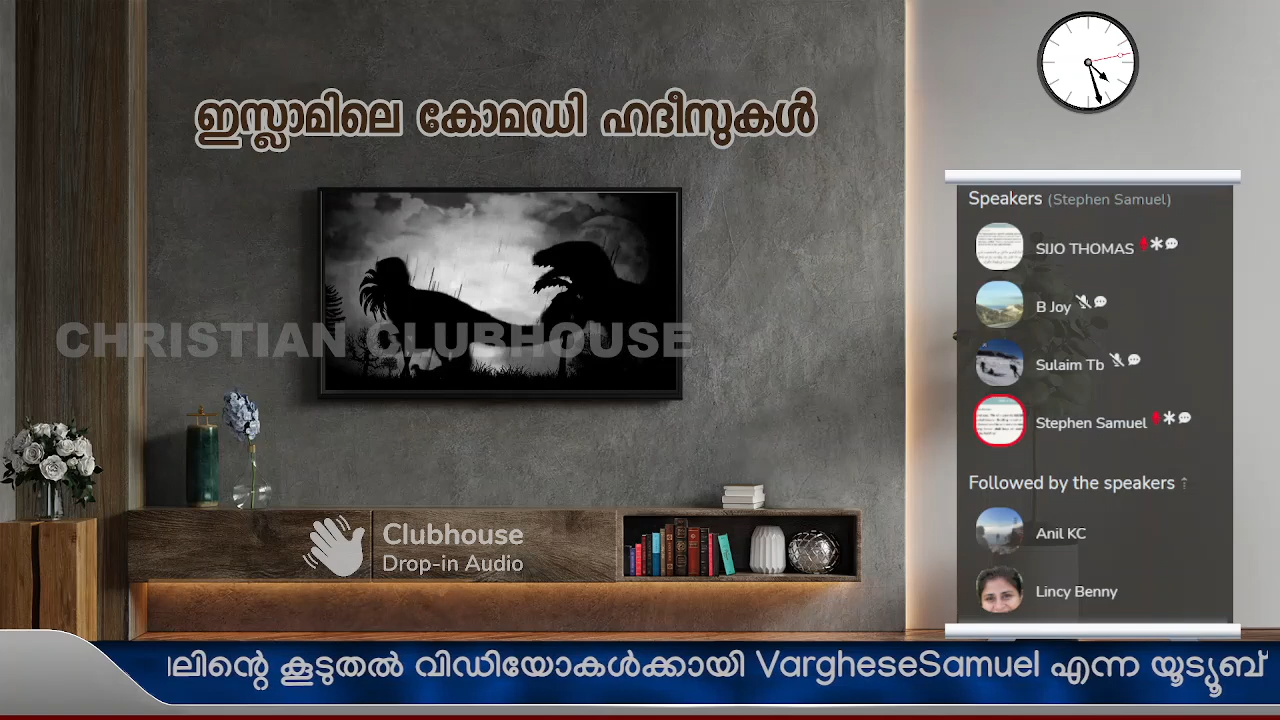 ഇസ്ലാമിലെ കോമഡി ഹദീസുകൾ
CHRISTIAN CLUBHOUSE
Clubhouse
Drop-in Audio
Speakers (Stephen Samuel)
SIJO THOMAS
B Joy
Sulaim Tb
Stephen Samuel
Followed by the speakers
Anil KC
Lincy Benny
ലിന്റെ കൂടുതൽ വിഡിയോകൾക്കായി VargheseSamuel എന്ന യൂട്യൂബ്